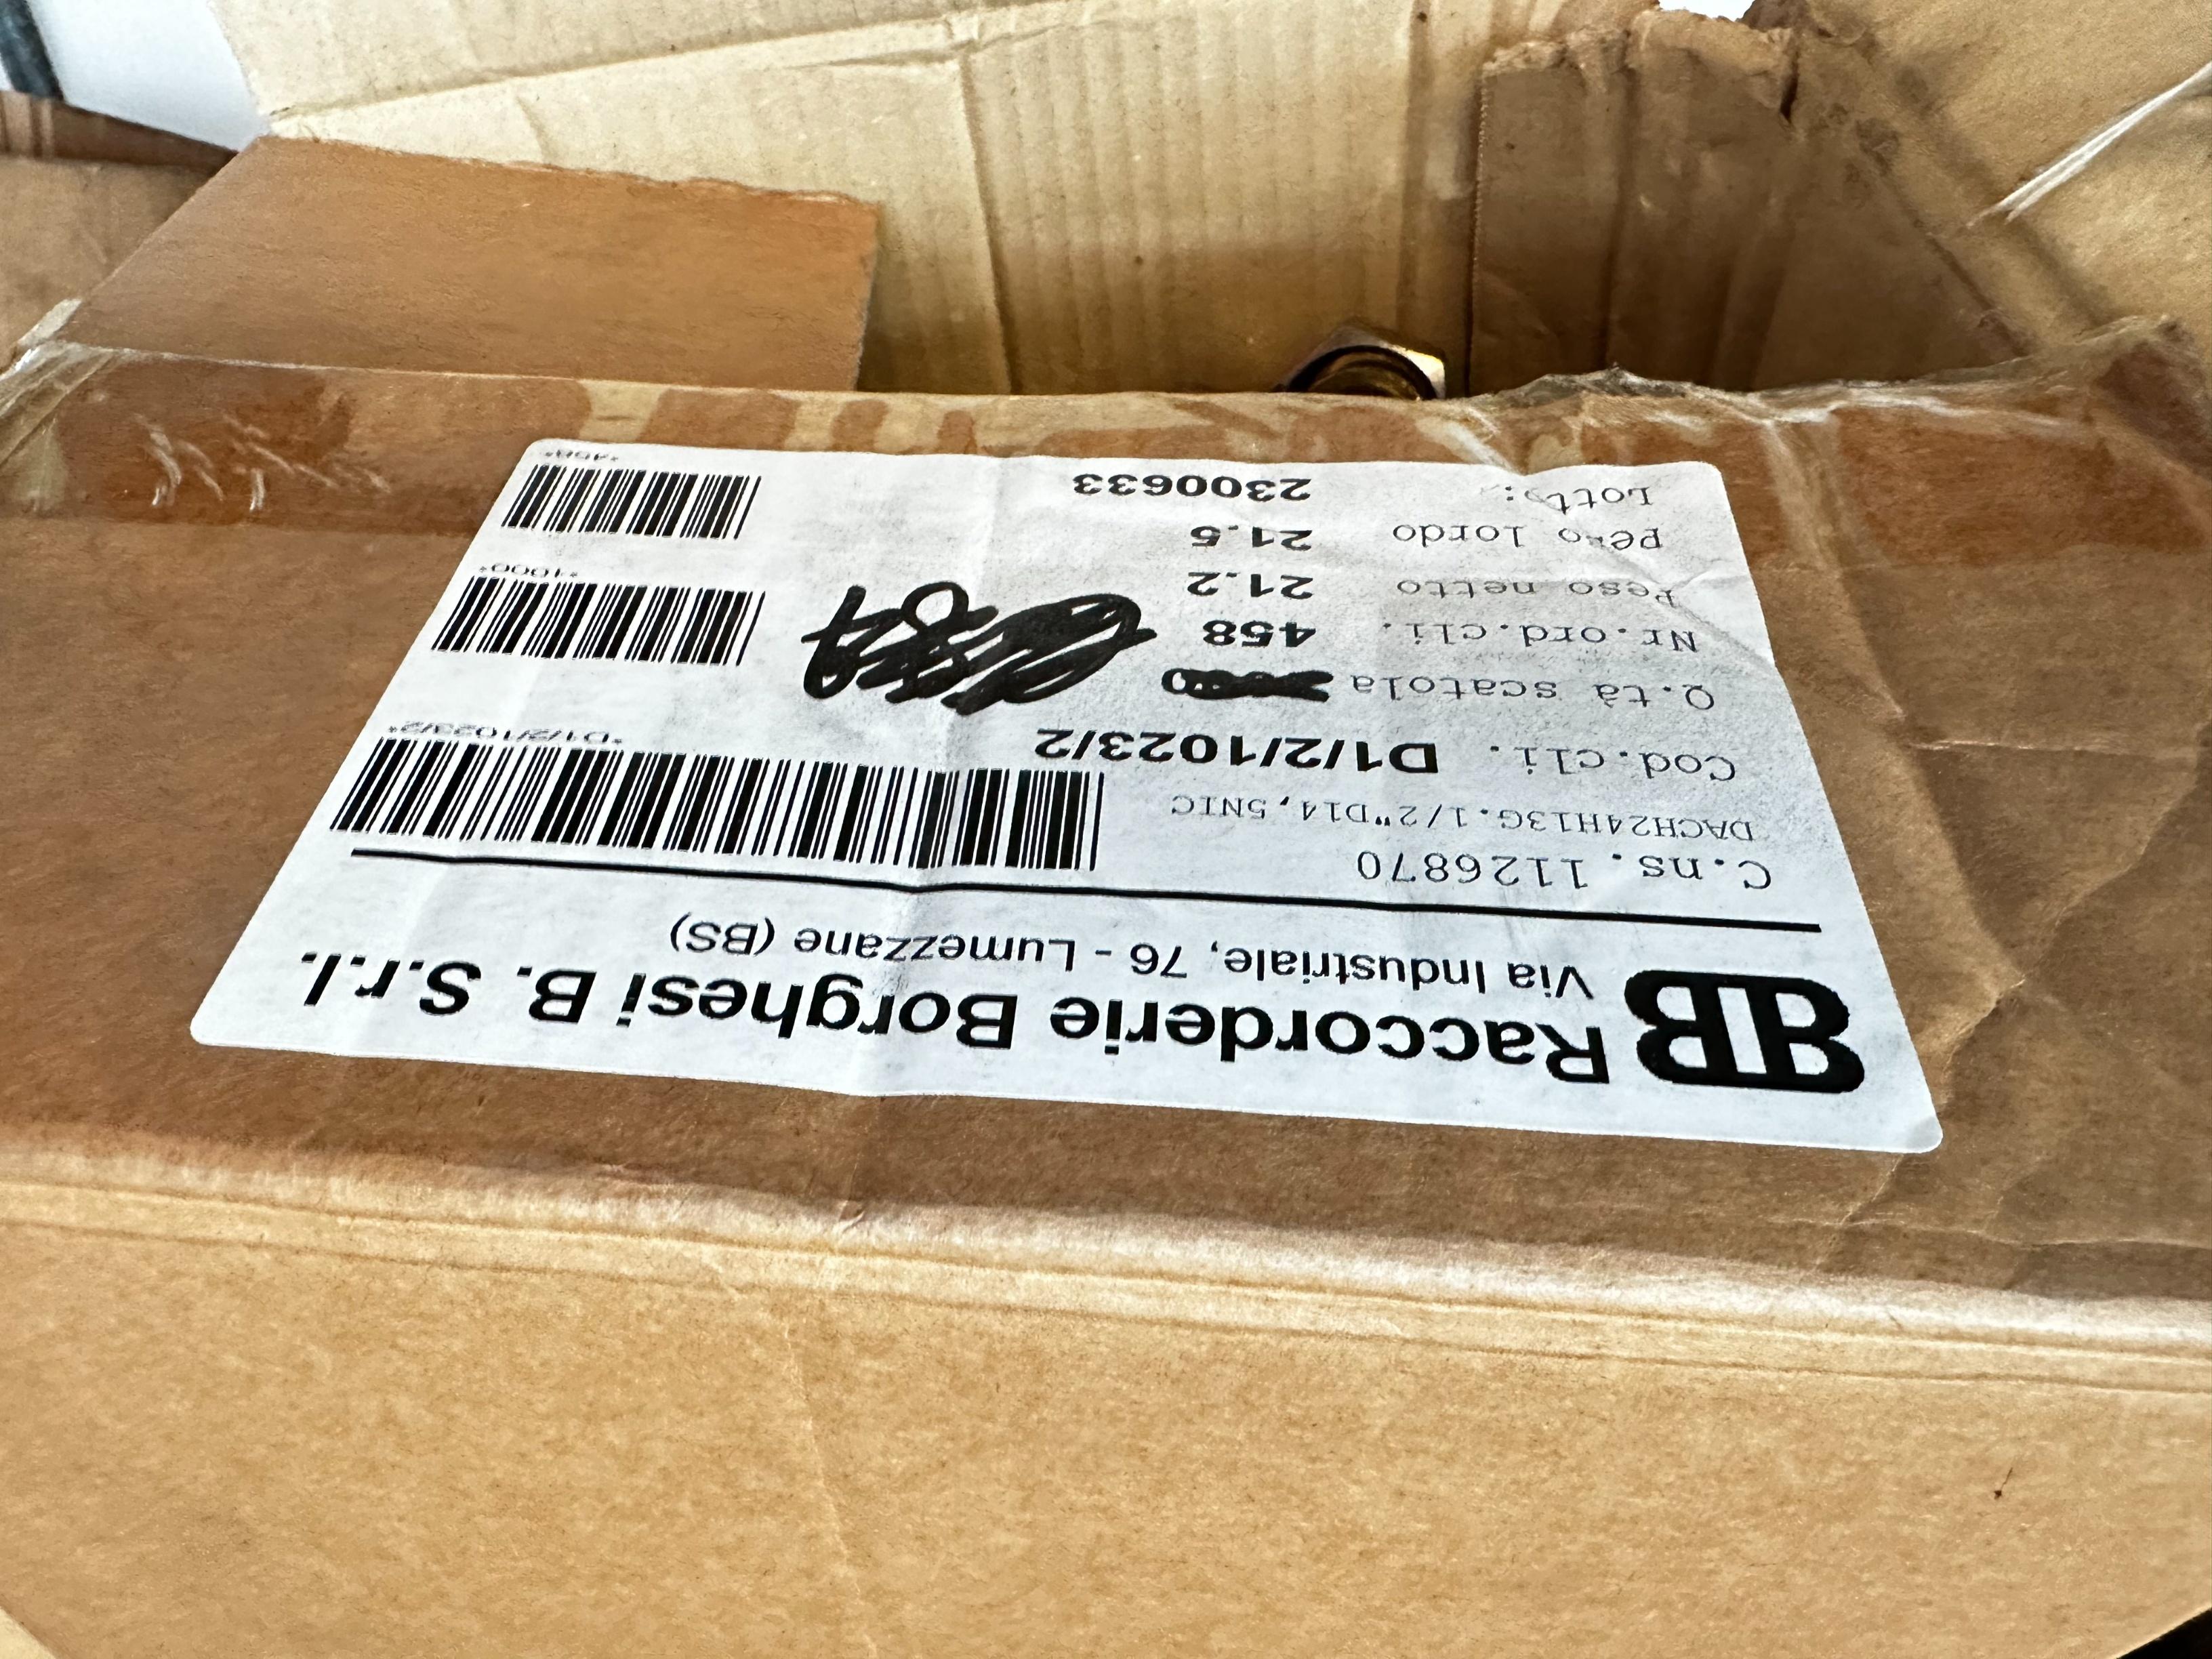 BB Raccorderie Borghesi B. S.r.l.
Via Industriale, 76 - Lumezzane (BS)
C.ns. 1126870
DACH24H13G.1/2"D14,5NIC
Cod.cli. D1/2/1023/2
*D1/2/1023/2*
Q.tà scatola
Nr.ord.cli. 458
*1000*
Peso netto 21.2
Peso lordo 21.5
Lotto: 2300633
*458*